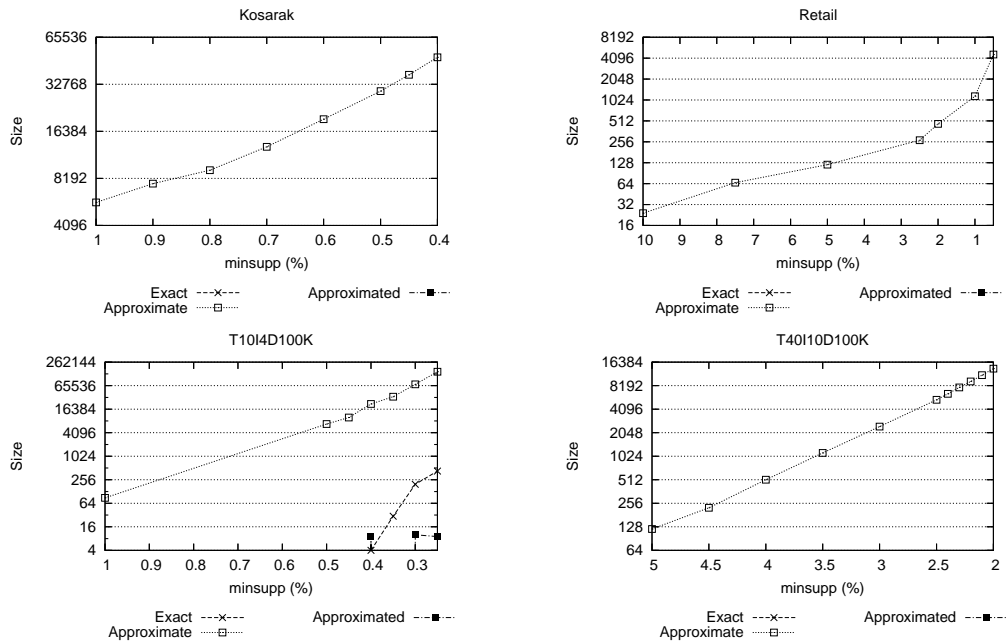 Kosarak
65536
32768
16384
8192
4096
Size
1 0.9 0.8 0.7 0.6 0.5 0.4
minsupp (%)
Exact Approximated
Approximate
Retail
8192
4096
2048
1024
512
256
128
64
32
16
Size
10 9 8 7 6 5 4 3 2 1
minsupp (%)
Exact Approximated
Approximate
T10I4D100K
262144
65536
16384
4096
1024
256
64
16
4
Size
1 0.9 0.8 0.7 0.6 0.5 0.4 0.3
minsupp (%)
Exact Approximated
Approximate
T40I10D100K
16384
8192
4096
2048
1024
512
256
128
64
Size
5 4.5 4 3.5 3 2.5 2
minsupp (%)
Exact Approximated
Approximate